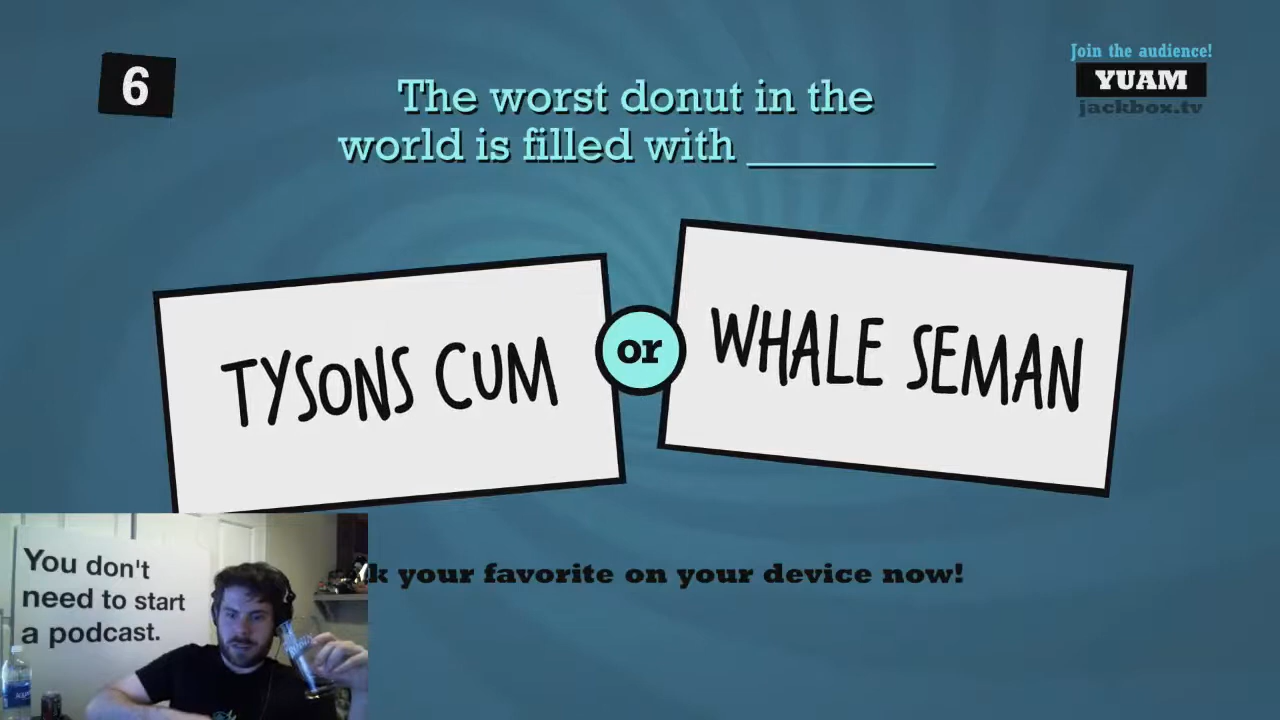 6
Join the audience!
YUAM
jackbox.tv
The worst donut in the
world is filled with ________
TYSONS CUM
or
WHALE SEMAN
k your favorite on your device now!
You don't
need to start
a podcast.